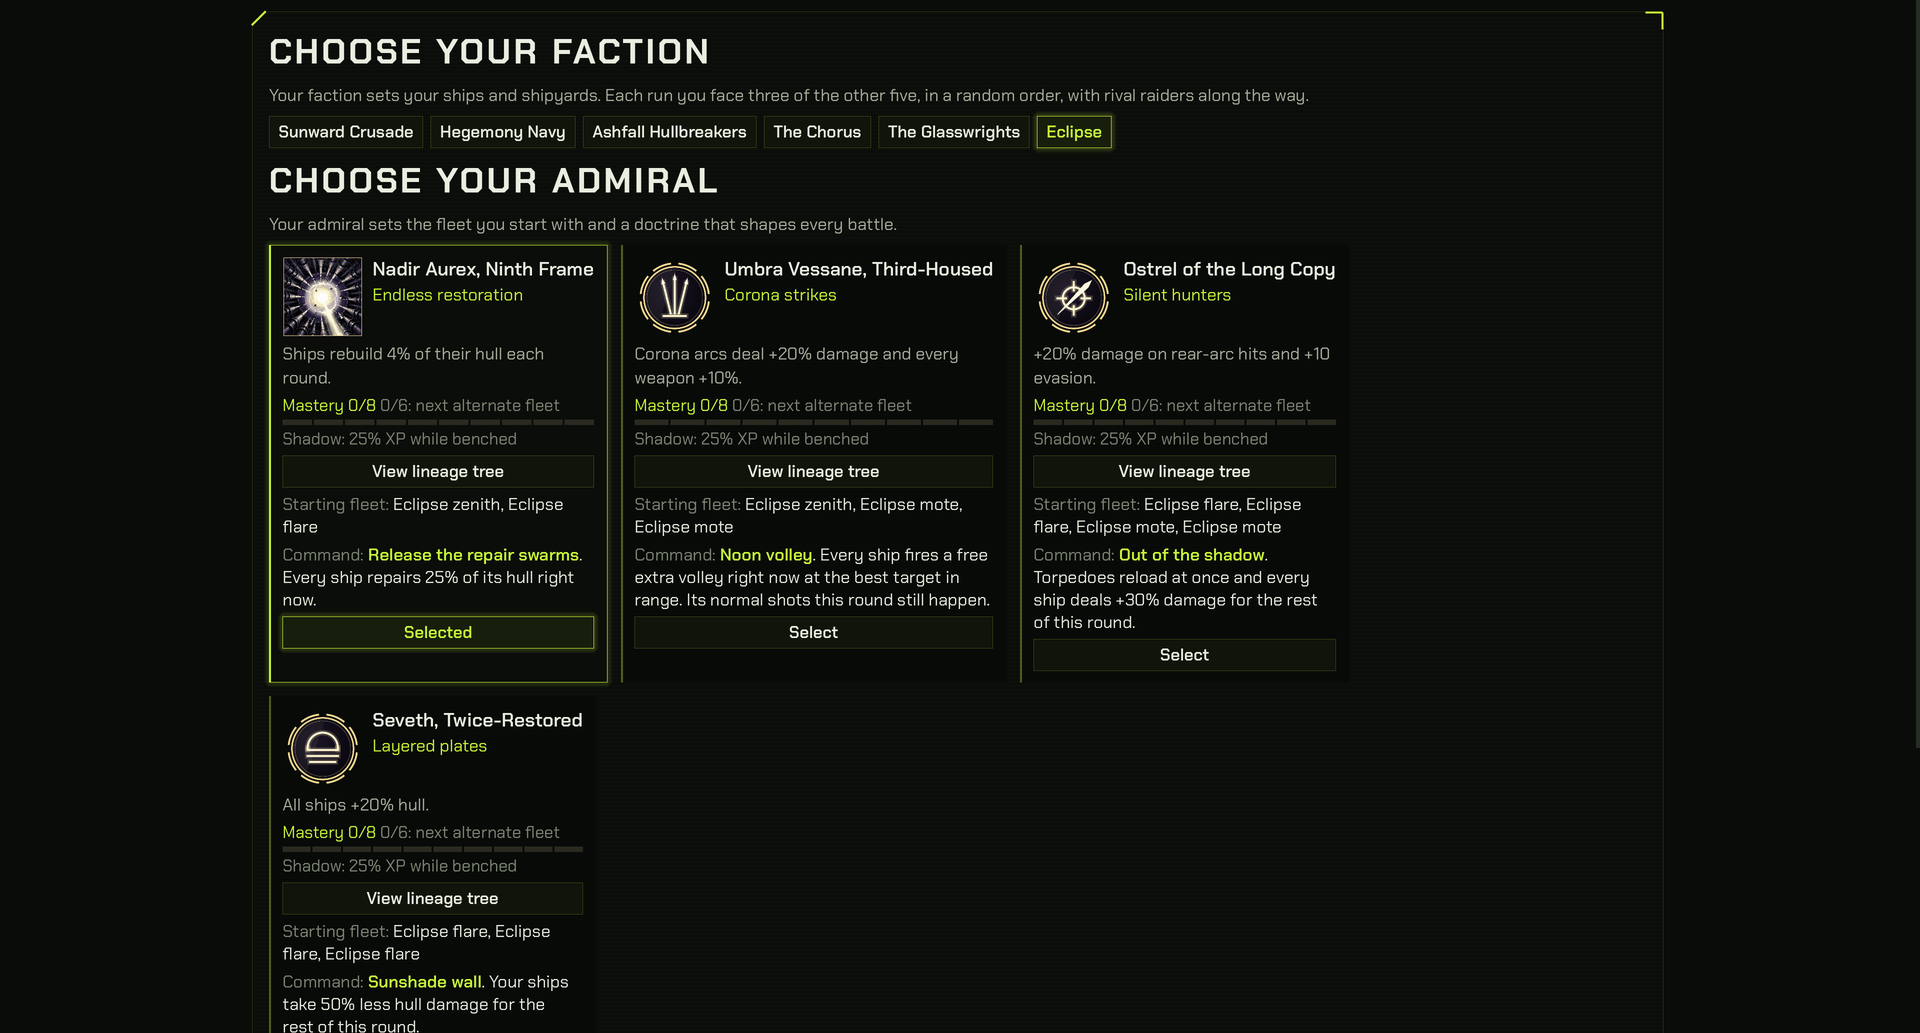 CHOOSE YOUR FACTION
Your faction sets your ships and shipyards. Each run you face three of the other five, in a random order, with rival raiders along the way.
Sunward Crusade
Hegemony Navy
Ashfall Hullbreakers
The Chorus
The Glasswrights
Eclipse
CHOOSE YOUR ADMIRAL
Your admiral sets the fleet you start with and a doctrine that shapes every battle.
Nadir Aurex, Ninth Frame
Endless restoration
Ships rebuild 4% of their hull each
round.
Mastery 0/8 0/6: next alternate fleet
Shadow: 25% XP while benched
View lineage tree
Starting fleet: Eclipse zenith, Eclipse
flare
Command: Release the repair swarms.
Every ship repairs 25% of its hull right
now.
Selected
Umbra Vessane, Third-Housed
Corona strikes
Corona arcs deal +20% damage and every
weapon +10%.
Mastery 0/8 0/6: next alternate fleet
Shadow: 25% XP while benched
View lineage tree
Starting fleet: Eclipse zenith, Eclipse mote,
Eclipse mote
Command: Noon volley. Every ship fires a free
extra volley right now at the best target in
range. Its normal shots this round still happen.
Select
Ostrel of the Long Copy
Silent hunters
+20% damage on rear-arc hits and +10
evasion.
Mastery 0/8 0/6: next alternate fleet
Shadow: 25% XP while benched
View lineage tree
Starting fleet: Eclipse flare, Eclipse
flare, Eclipse mote, Eclipse mote
Command: Out of the shadow.
Torpedoes reload at once and every
ship deals +30% damage for the rest
of this round.
Select
Seveth, Twice-Restored
Layered plates
All ships +20% hull.
Mastery 0/8 0/6: next alternate fleet
Shadow: 25% XP while benched
View lineage tree
Starting fleet: Eclipse flare, Eclipse
flare, Eclipse flare
Command: Sunshade wall. Your ships
take 50% less hull damage for the
rest of this round.